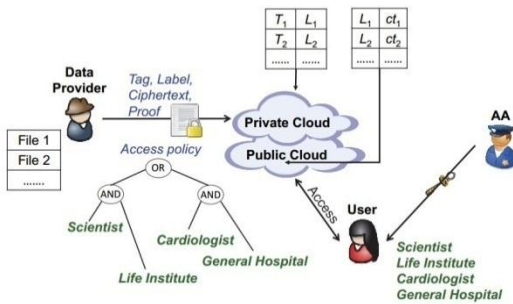 T1 L1
T2 L2
...... ......
L1 ct1
L2 ct2
...... ......
Data
Provider
Tag, Label,
Ciphertext,
Proof
Private Cloud
Public Cloud
AA
File 1
File 2
.......
Access policy
OR
AND
AND
Scientist
Life Institute
Cardiologist
General Hospital
Access
User
Scientist
Life Institute
Cardiologist
General Hospital